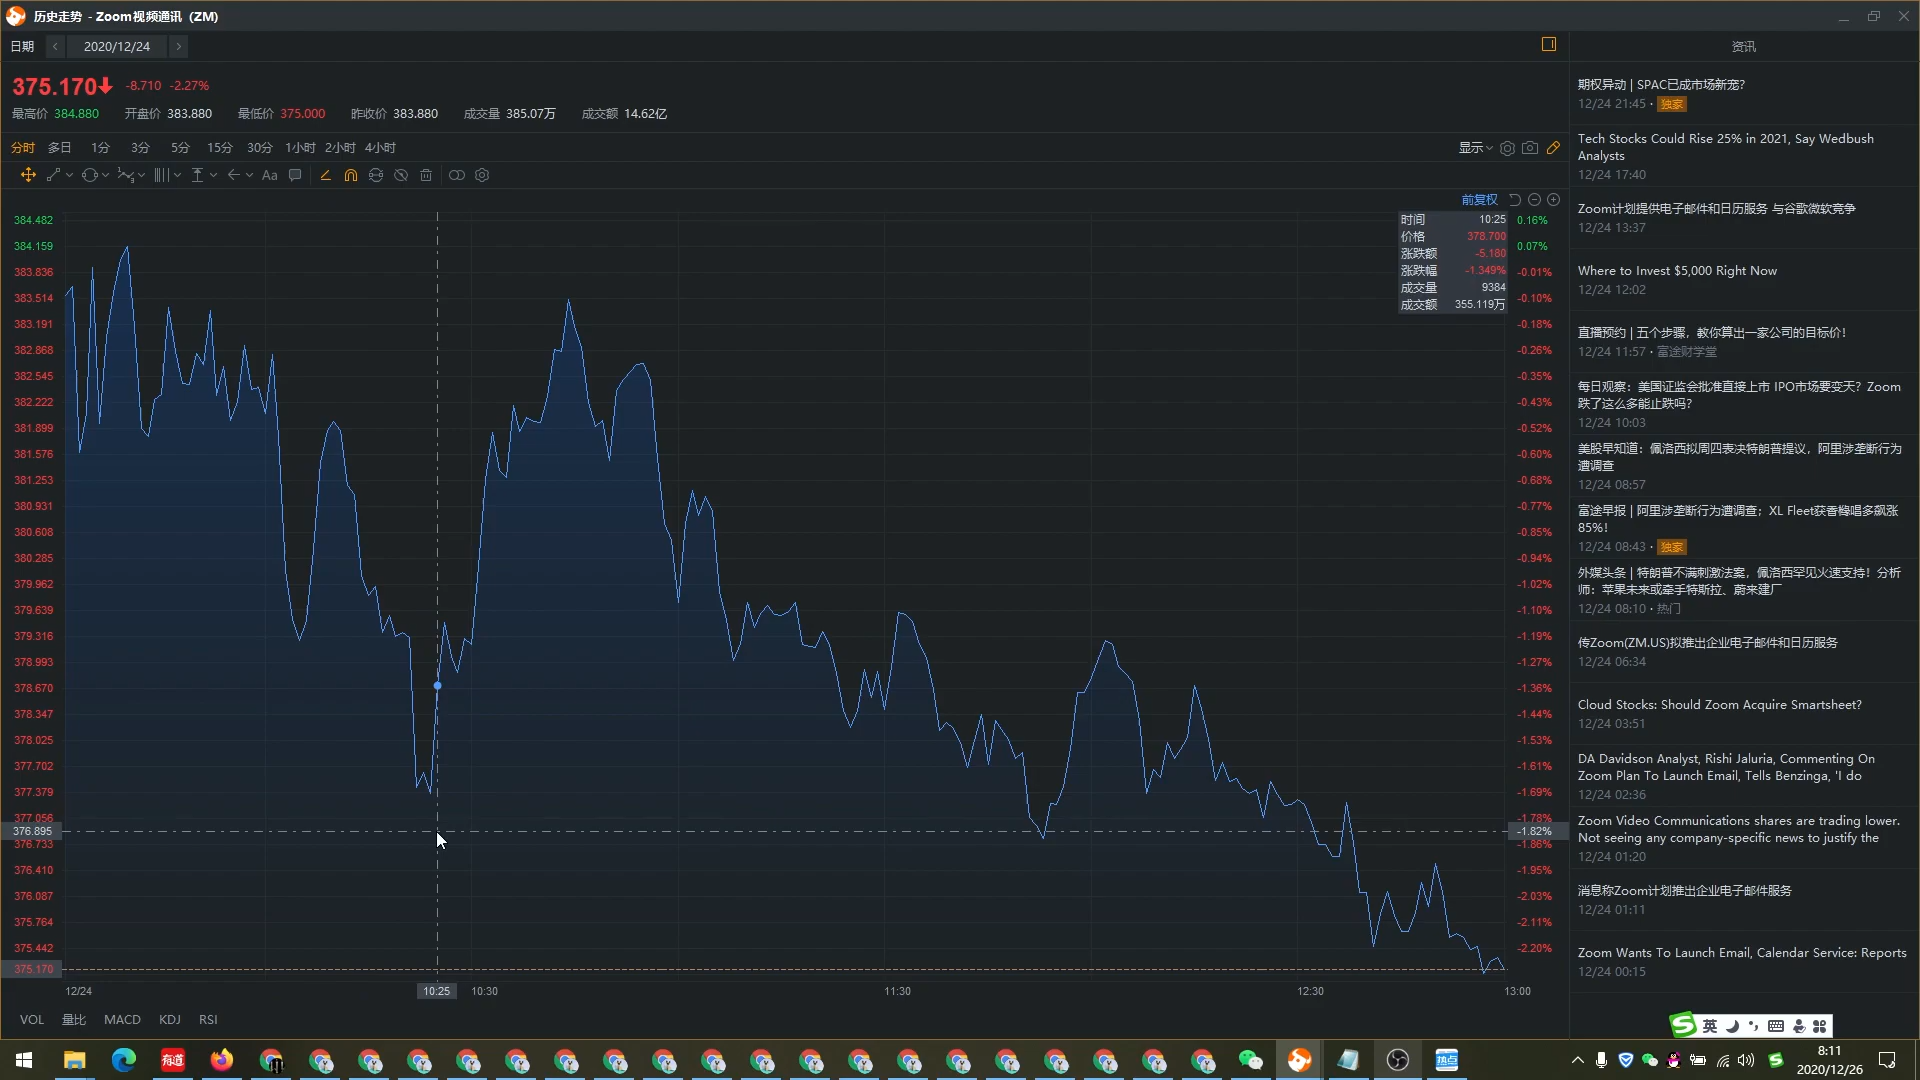 历史走势 - Zoom视频通讯 (ZM)
日期 2020/12/24
375.170 -8.710 -2.27%
最高价 384.880 开盘价 383.880 最低价 375.000 昨收价 383.880 成交量 385.07万 成交额 14.62亿
分时 多日 1分 3分 5分 15分 30分 1小时 2小时 4小时
显示
Aa
前复权
时间 10:25
价格 378.700
涨跌额 -5.180
涨跌幅 -1.349%
成交量 9384
成交额 355.119万
384.482
384.159
383.836
383.514
383.191
382.868
382.545
382.222
381.899
381.576
381.253
380.931
380.608
380.285
379.962
379.639
379.316
378.993
378.670
378.347
378.025
377.702
377.379
377.056
376.895
376.733
376.410
376.087
375.764
375.442
375.170
0.16%
0.07%
-0.01%
-0.10%
-0.18%
-0.26%
-0.35%
-0.43%
-0.52%
-0.60%
-0.68%
-0.77%
-0.85%
-0.94%
-1.02%
-1.10%
-1.19%
-1.27%
-1.36%
-1.44%
-1.53%
-1.61%
-1.69%
-1.78%
-1.82%
-1.86%
-1.95%
-2.03%
-2.11%
-2.20%
12/24 10:25 10:30 11:30 12:30 13:00
VOL 量比 MACD KDJ RSI
资讯
期权异动 | SPAC已成市场新宠?
12/24 21:45 · 独家
Tech Stocks Could Rise 25% in 2021, Say Wedbush
Analysts
12/24 17:40
Zoom计划提供电子邮件和日历服务 与谷歌微软竞争
12/24 13:37
Where to Invest $5,000 Right Now
12/24 12:02
直播预约 | 五个步骤，教你算出一家公司的目标价！
12/24 11:57 · 富途财学堂
每日观察：美国证监会批准直接上市 IPO市场要变天？Zoom
跌了这么多能止跌吗？
12/24 10:03
美股早知道：佩洛西拟周四表决特朗普提议，阿里涉垄断行为
遭调查
12/24 08:57
富途早报 | 阿里涉垄断行为遭调查；XL Fleet获香橼唱多飙涨
85%！
12/24 08:43 · 独家
外媒头条 | 特朗普不满刺激法案，佩洛西罕见火速支持！分析
师：苹果未来或牵手特斯拉、蔚来建厂
12/24 08:10 · 热门
传Zoom(ZM.US)拟推出企业电子邮件和日历服务
12/24 06:34
Cloud Stocks: Should Zoom Acquire Smartsheet?
12/24 03:51
DA Davidson Analyst, Rishi Jaluria, Commenting On
Zoom Plan To Launch Email, Tells Benzinga, 'I do
12/24 02:36
Zoom Video Communications shares are trading lower.
Not seeing any company-specific news to justify the
12/24 01:20
消息称Zoom计划推出企业电子邮件服务
12/24 01:11
Zoom Wants To Launch Email, Calendar Service: Reports
12/24 00:15
英
有道
热点
8:11
2020/12/26